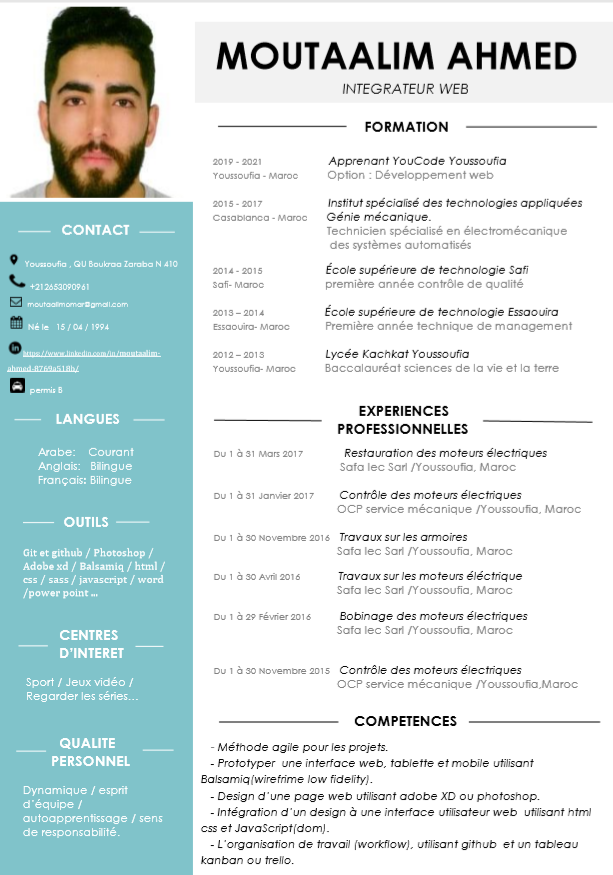 MOUTAALIM AHMED
INTEGRATEUR WEB
CONTACT
Youssoufia , QU Boukraa Zaraba N 410
+212653090961
moutaalimomar@gmail.com
Né le 15 / 04 / 1994
https://www.linkedin.com/in/moutaalim-
ahmed-8769a518b/
permis B
LANGUES
Arabe: Courant
Anglais: Bilingue
Français: Bilingue
OUTILS
Git et github / Photoshop /
Adobe xd / Balsamiq / html /
css / sass / javascript / word
/power point ...
CENTRES
D'INTERET
Sport / Jeux vidéo /
Regarder les séries...
QUALITE
PERSONNEL
Dynamique / esprit
d'équipe /
autoapprentissage / sens
de responsabilité.
FORMATION
2019 - 2021 Apprenant YouCode Youssoufia
Youssoufia - Maroc Option : Développement web
2015 - 2017 Institut spécialisé des technologies appliquées
Casablanca - Maroc Génie mécanique.
Technicien spécialisé en électromécanique
des systèmes automatisés
2014 - 2015 École supérieure de technologie Safi
Safi- Maroc première année contrôle de qualité
2013 – 2014 École supérieure de technologie Essaouira
Essaouira- Maroc Première année technique de management
2012 – 2013 Lycée Kachkat Youssoufia
Youssoufia- Maroc Baccalauréat sciences de la vie et la terre
EXPERIENCES
PROFESSIONNELLES
Du 1 à 31 Mars 2017 Restauration des moteurs électriques
Safa lec Sarl /Youssoufia, Maroc
Du 1 à 31 Janvier 2017 Contrôle des moteurs électriques
OCP service mécanique /Youssoufia, Maroc
Du 1 à 30 Novembre 2016 Travaux sur les armoires
Safa lec Sarl /Youssoufia, Maroc
Du 1 à 30 Avril 2016 Travaux sur les moteurs éléctrique
Safa lec Sarl /Youssoufia, Maroc
Du 1 à 29 Février 2016 Bobinage des moteurs électriques
Safa lec Sarl /Youssoufia, Maroc
Du 1 à 30 Novembre 2015 Contrôle des moteurs électriques
OCP service mécanique /Youssoufia,Maroc
COMPETENCES
- Méthode agile pour les projets.
- Prototyper une interface web, tablette et mobile utilisant
Balsamiq(wirefrime low fidelity).
- Design d'une page web utilisant adobe XD ou photoshop.
- Intégration d'un design à une interface utilisateur web utilisant html
css et JavaScript(dom).
- L'organisation de travail (workflow), utilisant github et un tableau
kanban ou trello.